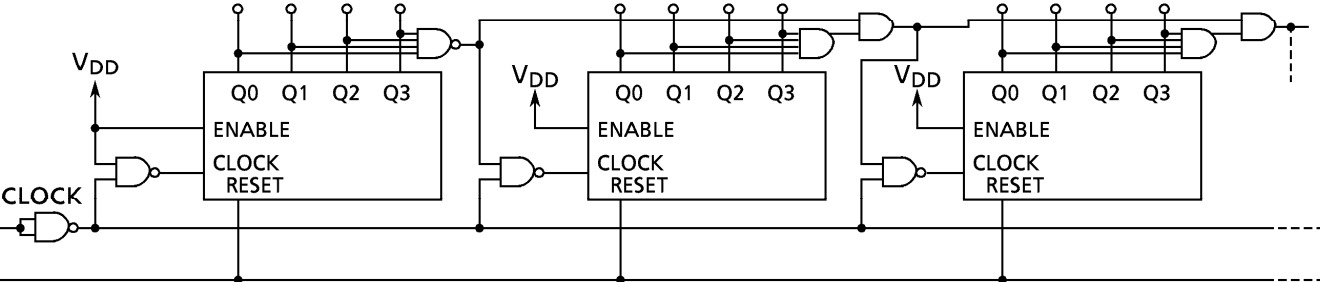 VDD
Q0 Q1 Q2 Q3
ENABLE
CLOCK
RESET
CLOCK
VDD
Q0 Q1 Q2 Q3
ENABLE
CLOCK
RESET
VDD
Q0 Q1 Q2 Q3
ENABLE
CLOCK
RESET